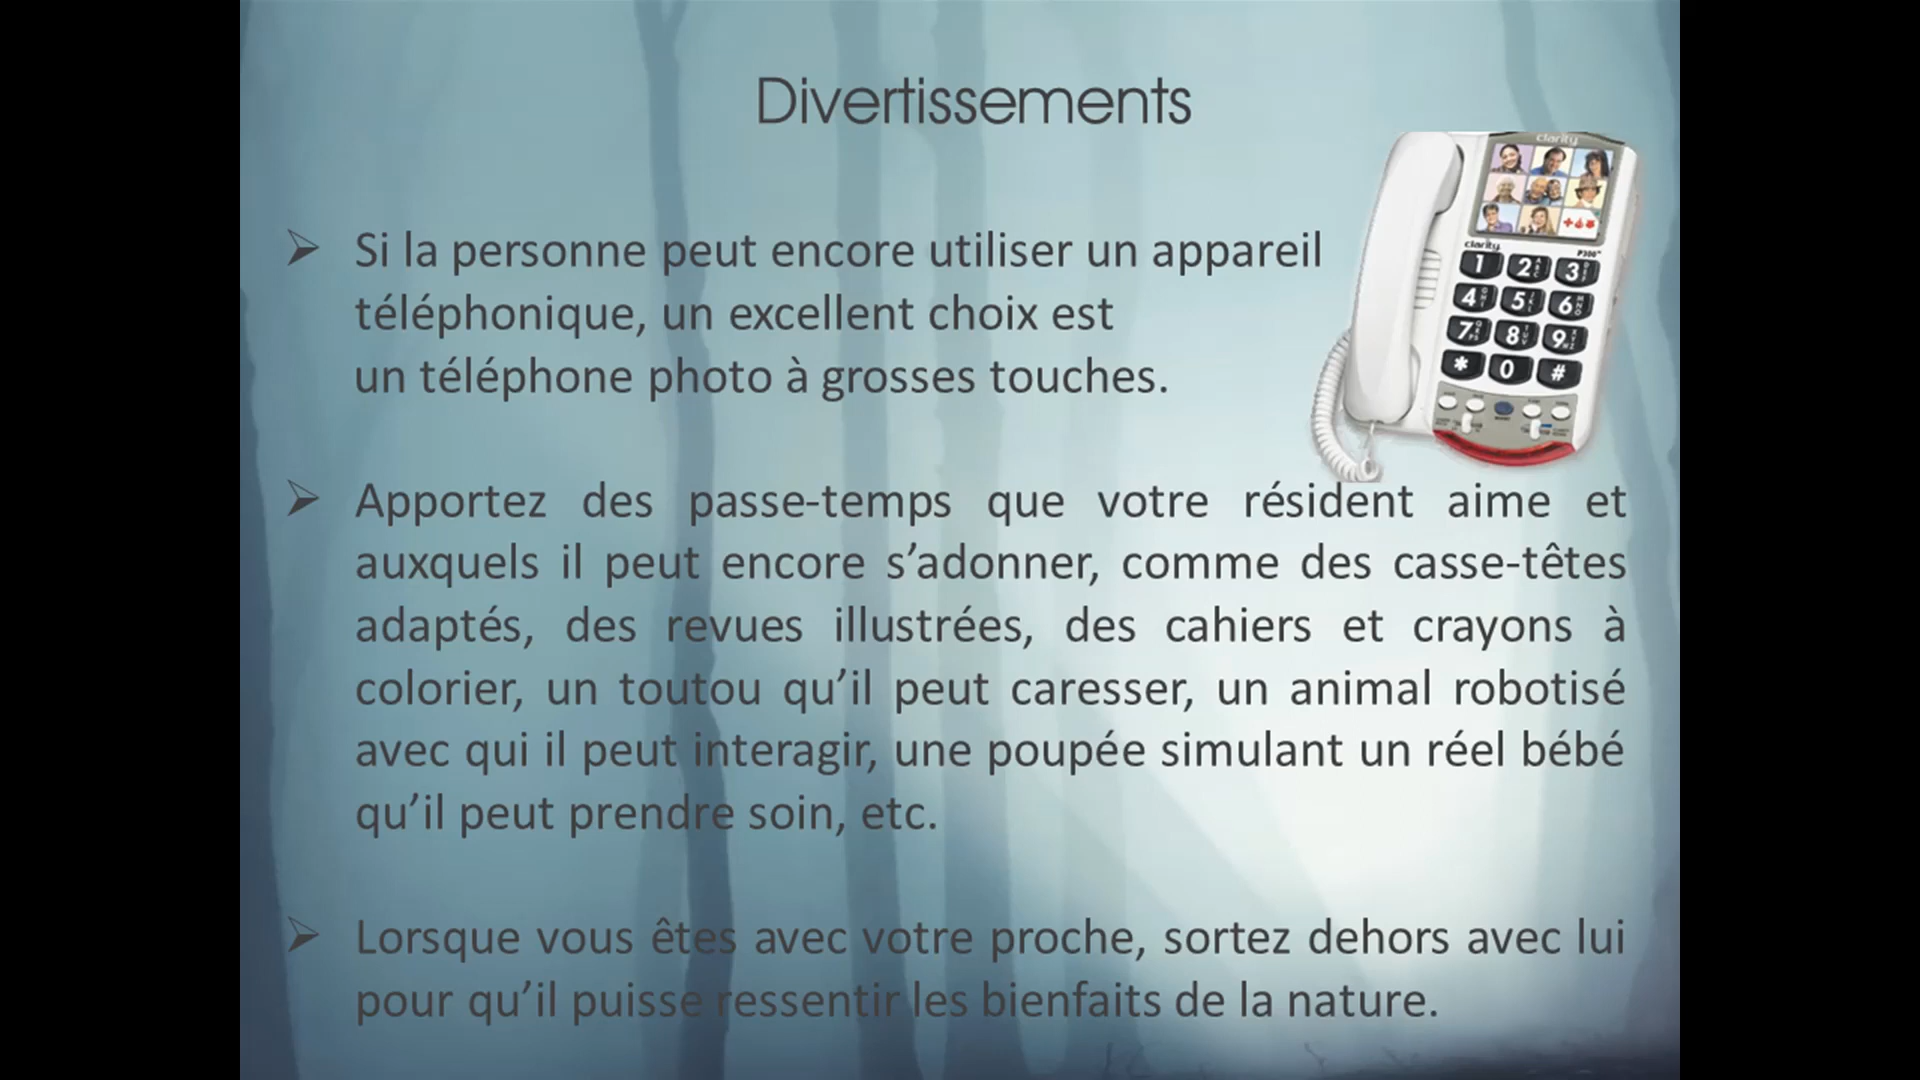 Divertissements
clarity
clarity
P300
1 2 3
4 5 6
7 8 9
* 0 #
Si la personne peut encore utiliser un appareil
téléphonique, un excellent choix est
un téléphone photo à grosses touches.
Apportez des passe-temps que votre résident aime et
auxquels il peut encore s’adonner, comme des casse-têtes
adaptés, des revues illustrées, des cahiers et crayons à
colorier, un toutou qu’il peut caresser, un animal robotisé
avec qui il peut interagir, une poupée simulant un réel bébé
qu’il peut prendre soin, etc.
Lorsque vous êtes avec votre proche, sortez dehors avec lui
pour qu’il puisse ressentir les bienfaits de la nature.